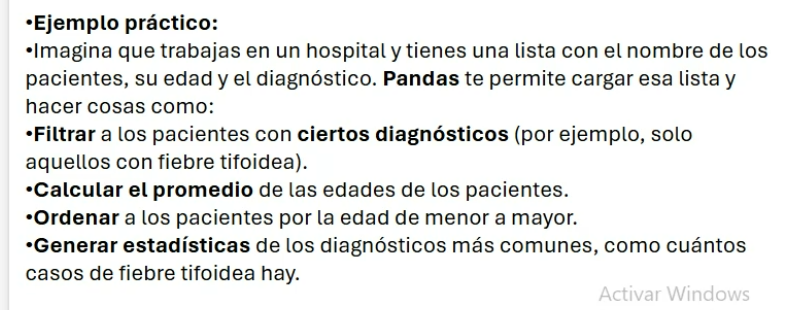 •Ejemplo práctico:
•Imagina que trabajas en un hospital y tienes una lista con el nombre de los
pacientes, su edad y el diagnóstico. Pandas te permite cargar esa lista y
hacer cosas como:
•Filtrar a los pacientes con ciertos diagnósticos (por ejemplo, solo
aquellos con fiebre tifoidea).
•Calcular el promedio de las edades de los pacientes.
•Ordenar a los pacientes por la edad de menor a mayor.
•Generar estadísticas de los diagnósticos más comunes, como cuántos
casos de fiebre tifoidea hay.
Activar Windows